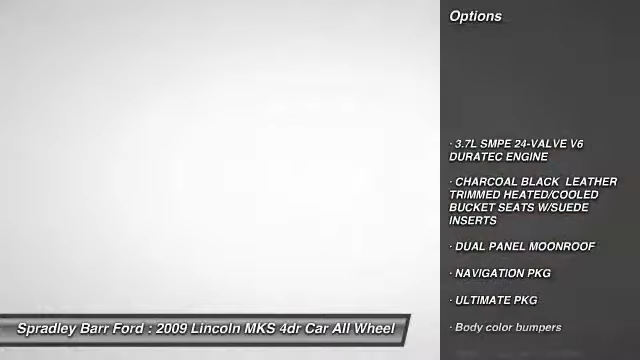 Options
· 3.7L SMPE 24-VALVE V6
DURATEC ENGINE
· CHARCOAL BLACK LEATHER
TRIMMED HEATED/COOLED
BUCKET SEATS W/SUEDE
INSERTS
· DUAL PANEL MOONROOF
· NAVIGATION PKG
· ULTIMATE PKG
· Body color bumpers
Spradley Barr Ford : 2009 Lincoln MKS 4dr Car All Wheel